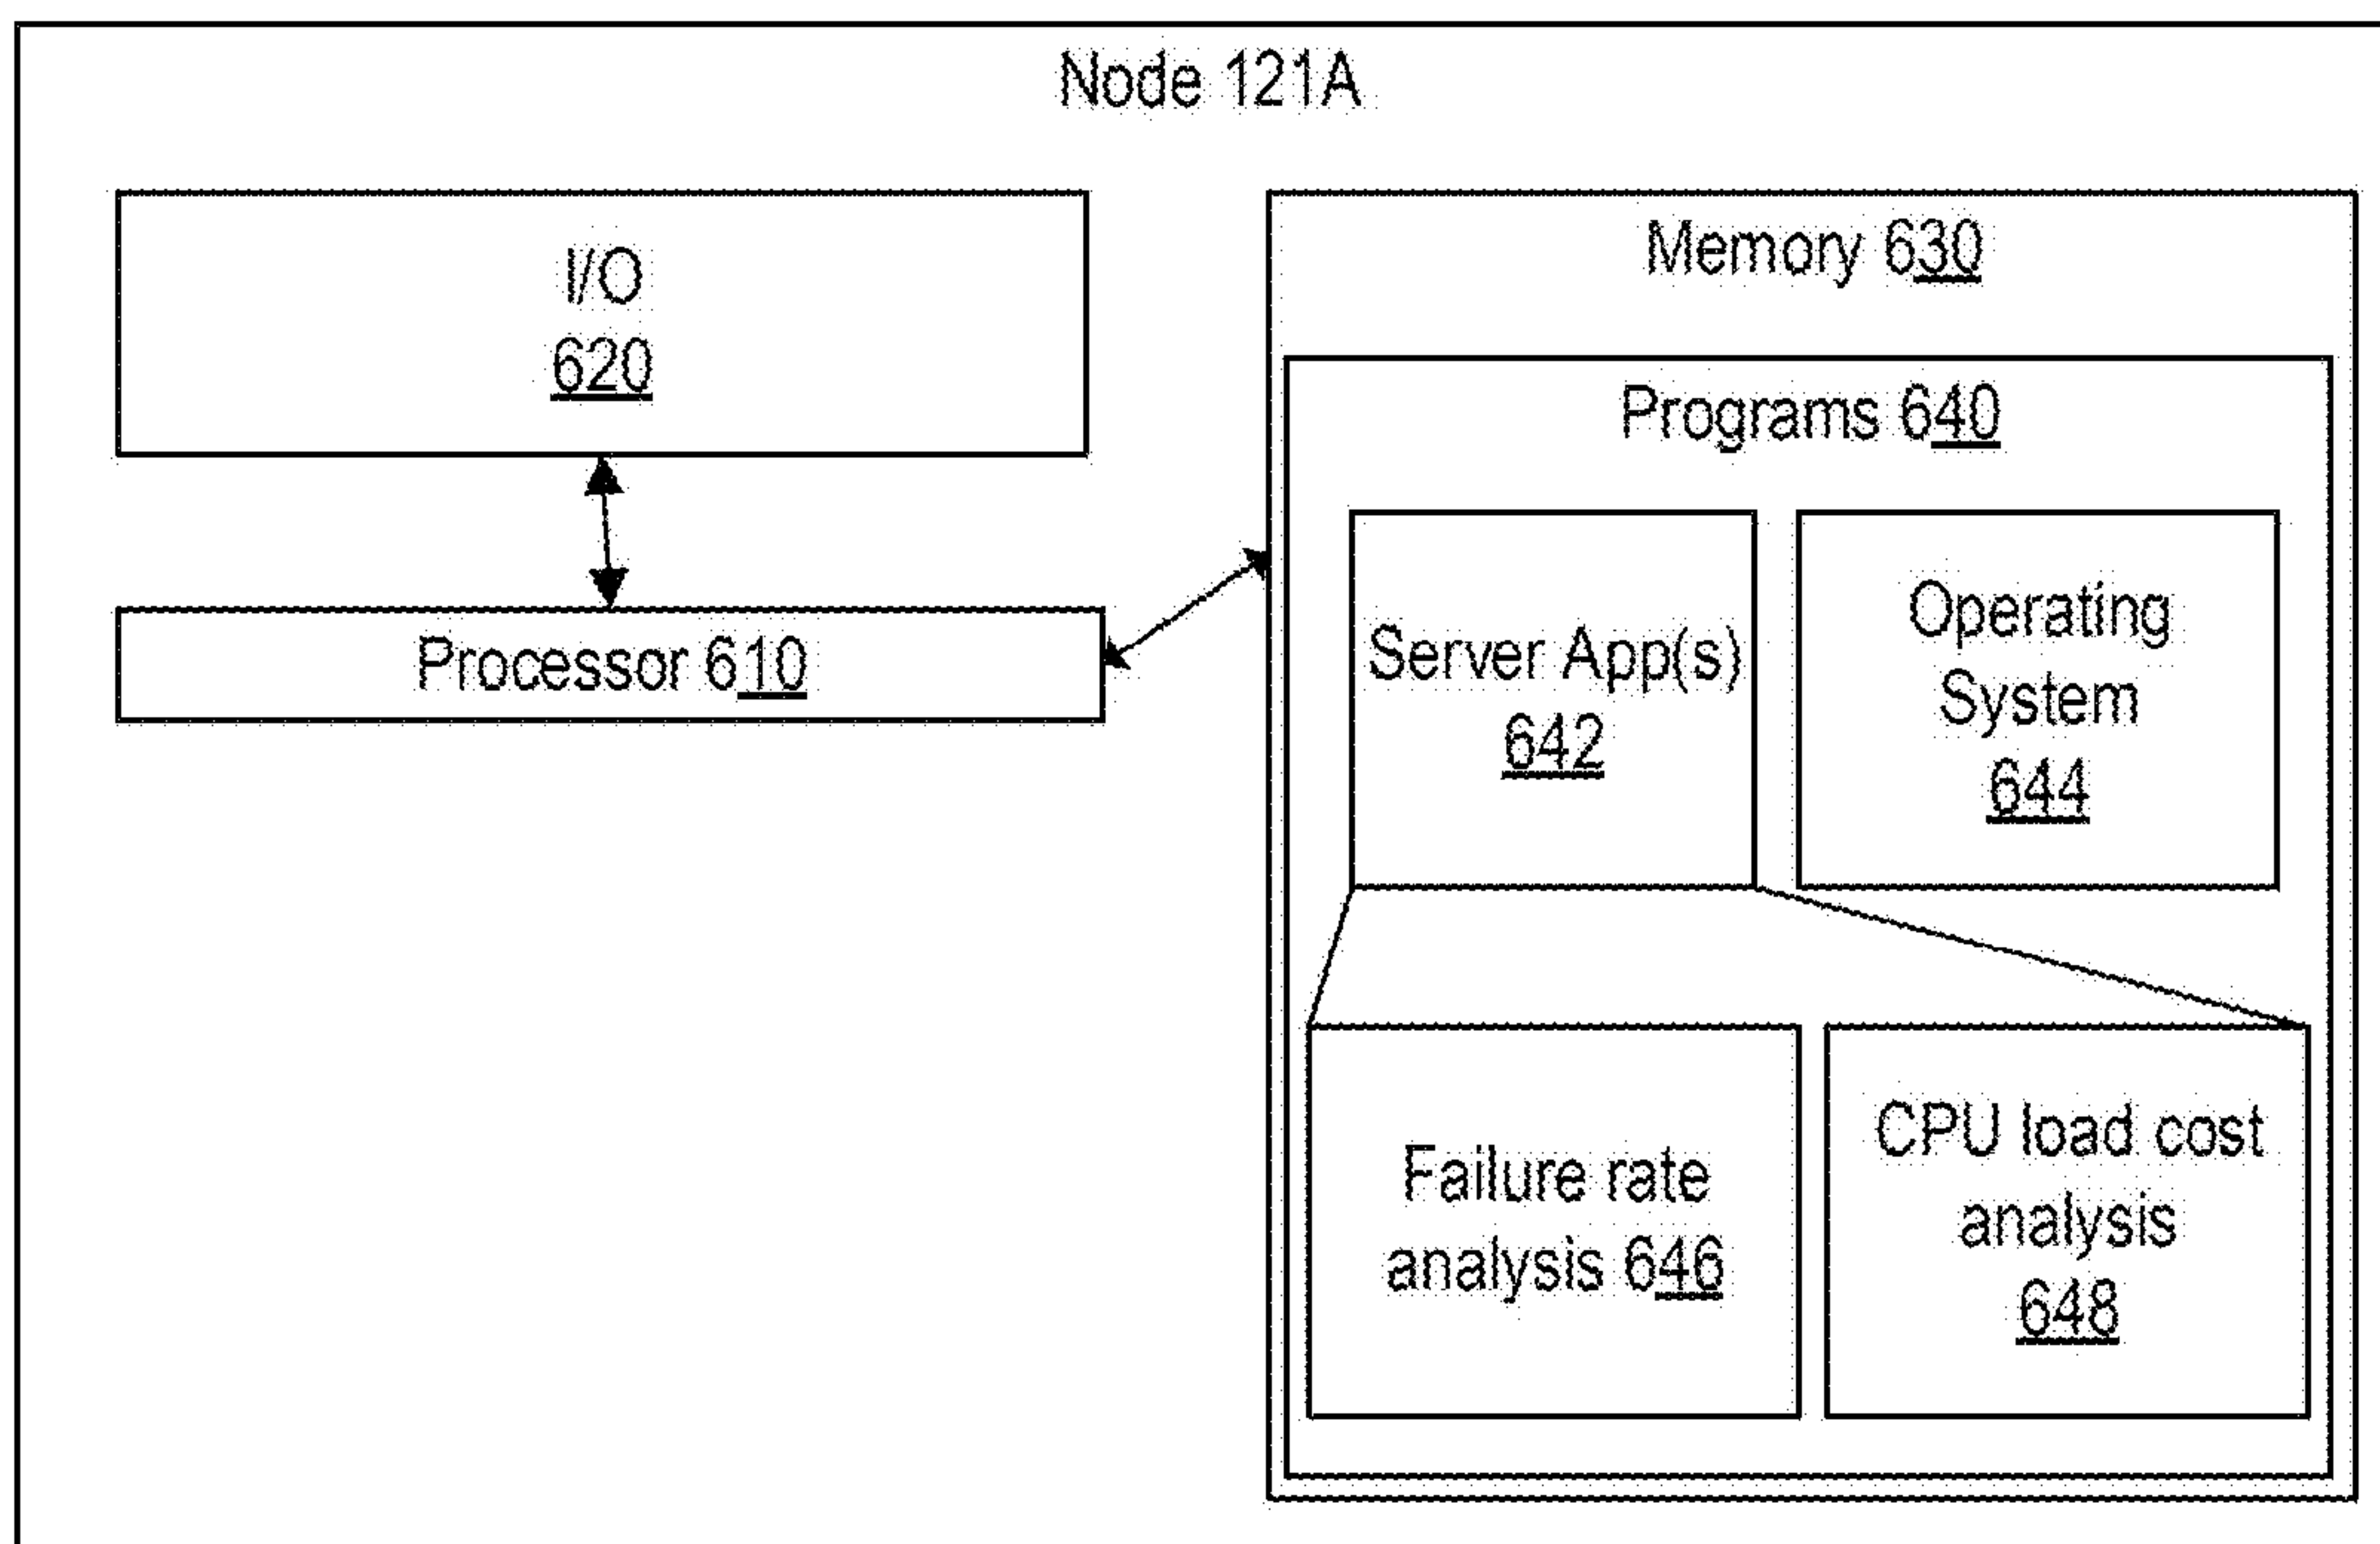 Node 121A
I/O
620
Processor 610
Memory 630
Programs 640
Server App(s)
642
Operating
System
644
Failure rate
analysis 646
CPU load cost
analysis
648